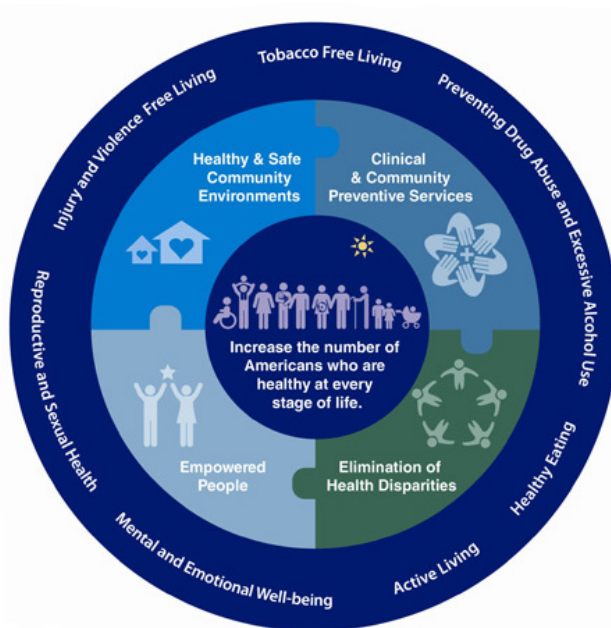 Tobacco Free Living
Preventing Drug Abuse and Excessive Alcohol Use
Healthy Eating
Active Living
Mental and Emotional Well-being
Reproductive and Sexual Health
Injury and Violence Free Living
Healthy & Safe
Community
Environments
Clinical
& Community
Preventive Services
Increase the number of
Americans who are
healthy at every
stage of life.
Empowered
People
Elimination of
Health Disparities